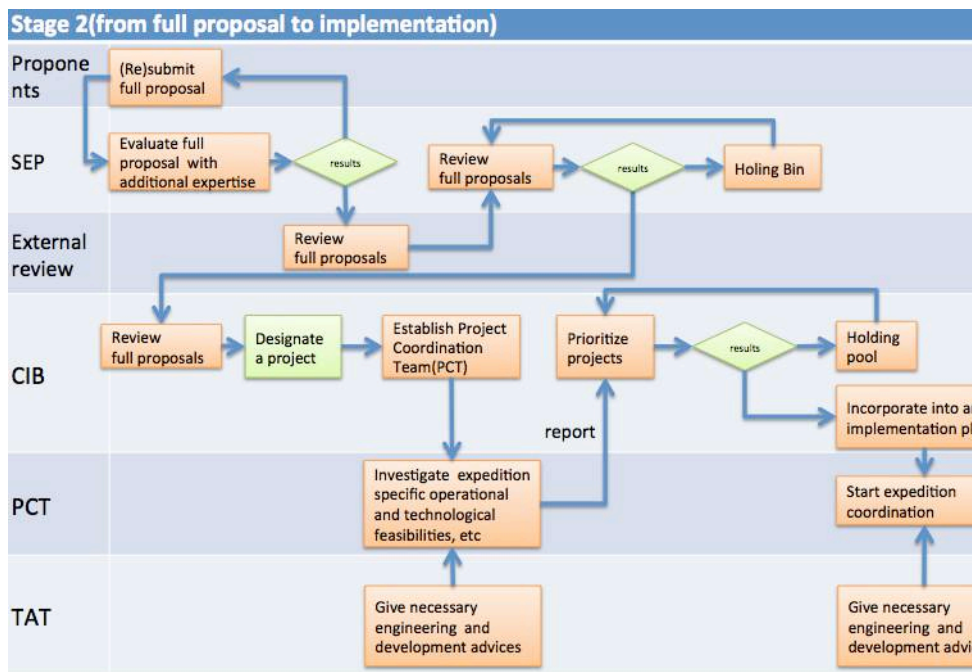 Stage 2(from full proposal to implementation)
Propone
nts
(Re)submit
full proposal
SEP
Evaluate full
proposal with
additional expertise
results
Review
full proposals
results
Holing Bin
External
review
Review
full proposals
CIB
Review
full proposals
Designate
a project
Establish Project
Coordination
Team(PCT)
Prioritize
projects
results
Holding
pool
Incorporate into an
implementation pl
report
PCT
Investigate expedition
specific operational
and technological
feasibilities, etc
Start expedition
coordination
TAT
Give necessary
engineering and
development advices
Give necessary
engineering and
development advi